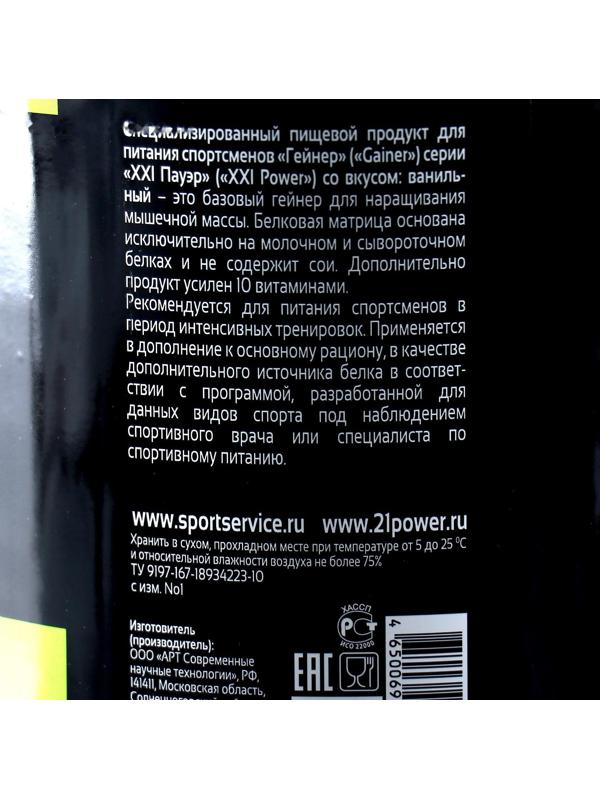 Специализированный пищевой продукт для
питания спортсменов «Гейнер» («Gainer») серии
«XXI Пауэр» («XXI Power») со вкусом: ваниль-
ный – это базовый гейнер для наращивания
мышечной массы. Белковая матрица основана
исключительно на молочном и сывороточном
белках и не содержит сои. Дополнительно
продукт усилен 10 витаминами.
Рекомендуется для питания спортсменов в
период интенсивных тренировок. Применяется
в дополнение к основному рациону, в качестве
дополнительного источника белка в соответ-
ствии с программой, разработанной для
данных видов спорта под наблюдением
спортивного врача или специалиста по
спортивному питанию.
www.sportservice.ru www.21power.ru
Хранить в сухом, прохладном месте при температуре от 5 до 25 °C
и относительной влажности воздуха не более 75%
ТУ 9197-167-18934223-10
с изм. No1
Изготовитель
(производитель):
ООО «АРТ Современные
научные технологии», РФ,
141411, Московская область,
ХАССП
РСТ
ИСО 22000
EAC
4 650069